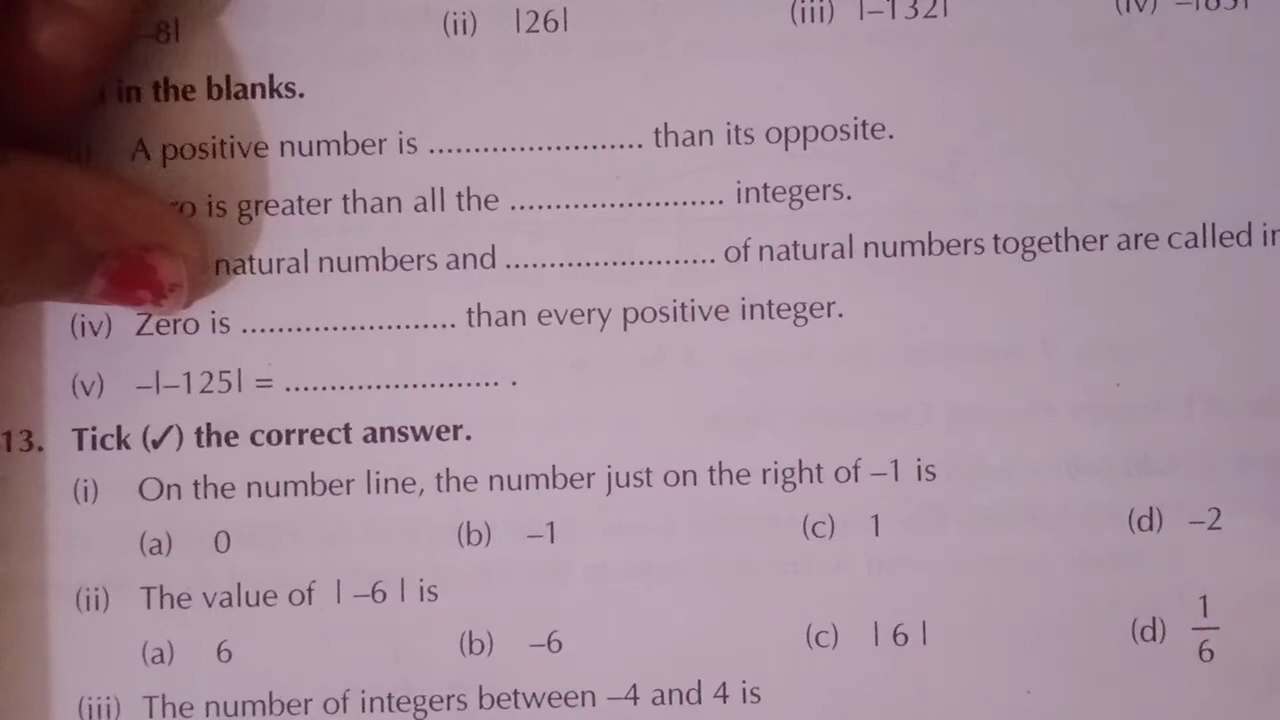 –8| (ii) |26| (iii) |–132|
in the blanks.
A positive number is ........................ than its opposite.
is greater than all the ........................ integers.
natural numbers and ........................ of natural numbers together are called
(iv) Zero is ........................ than every positive integer.
(v) –|–125| = ........................ .
13. Tick (✓) the correct answer.
(i) On the number line, the number just on the right of –1 is
(a) 0 (b) –1 (c) 1 (d) –2
(ii) The value of | –6 | is
(a) 6 (b) –6 (c) | 6 | (d) 1/6
(iii) The number of integers between –4 and 4 is